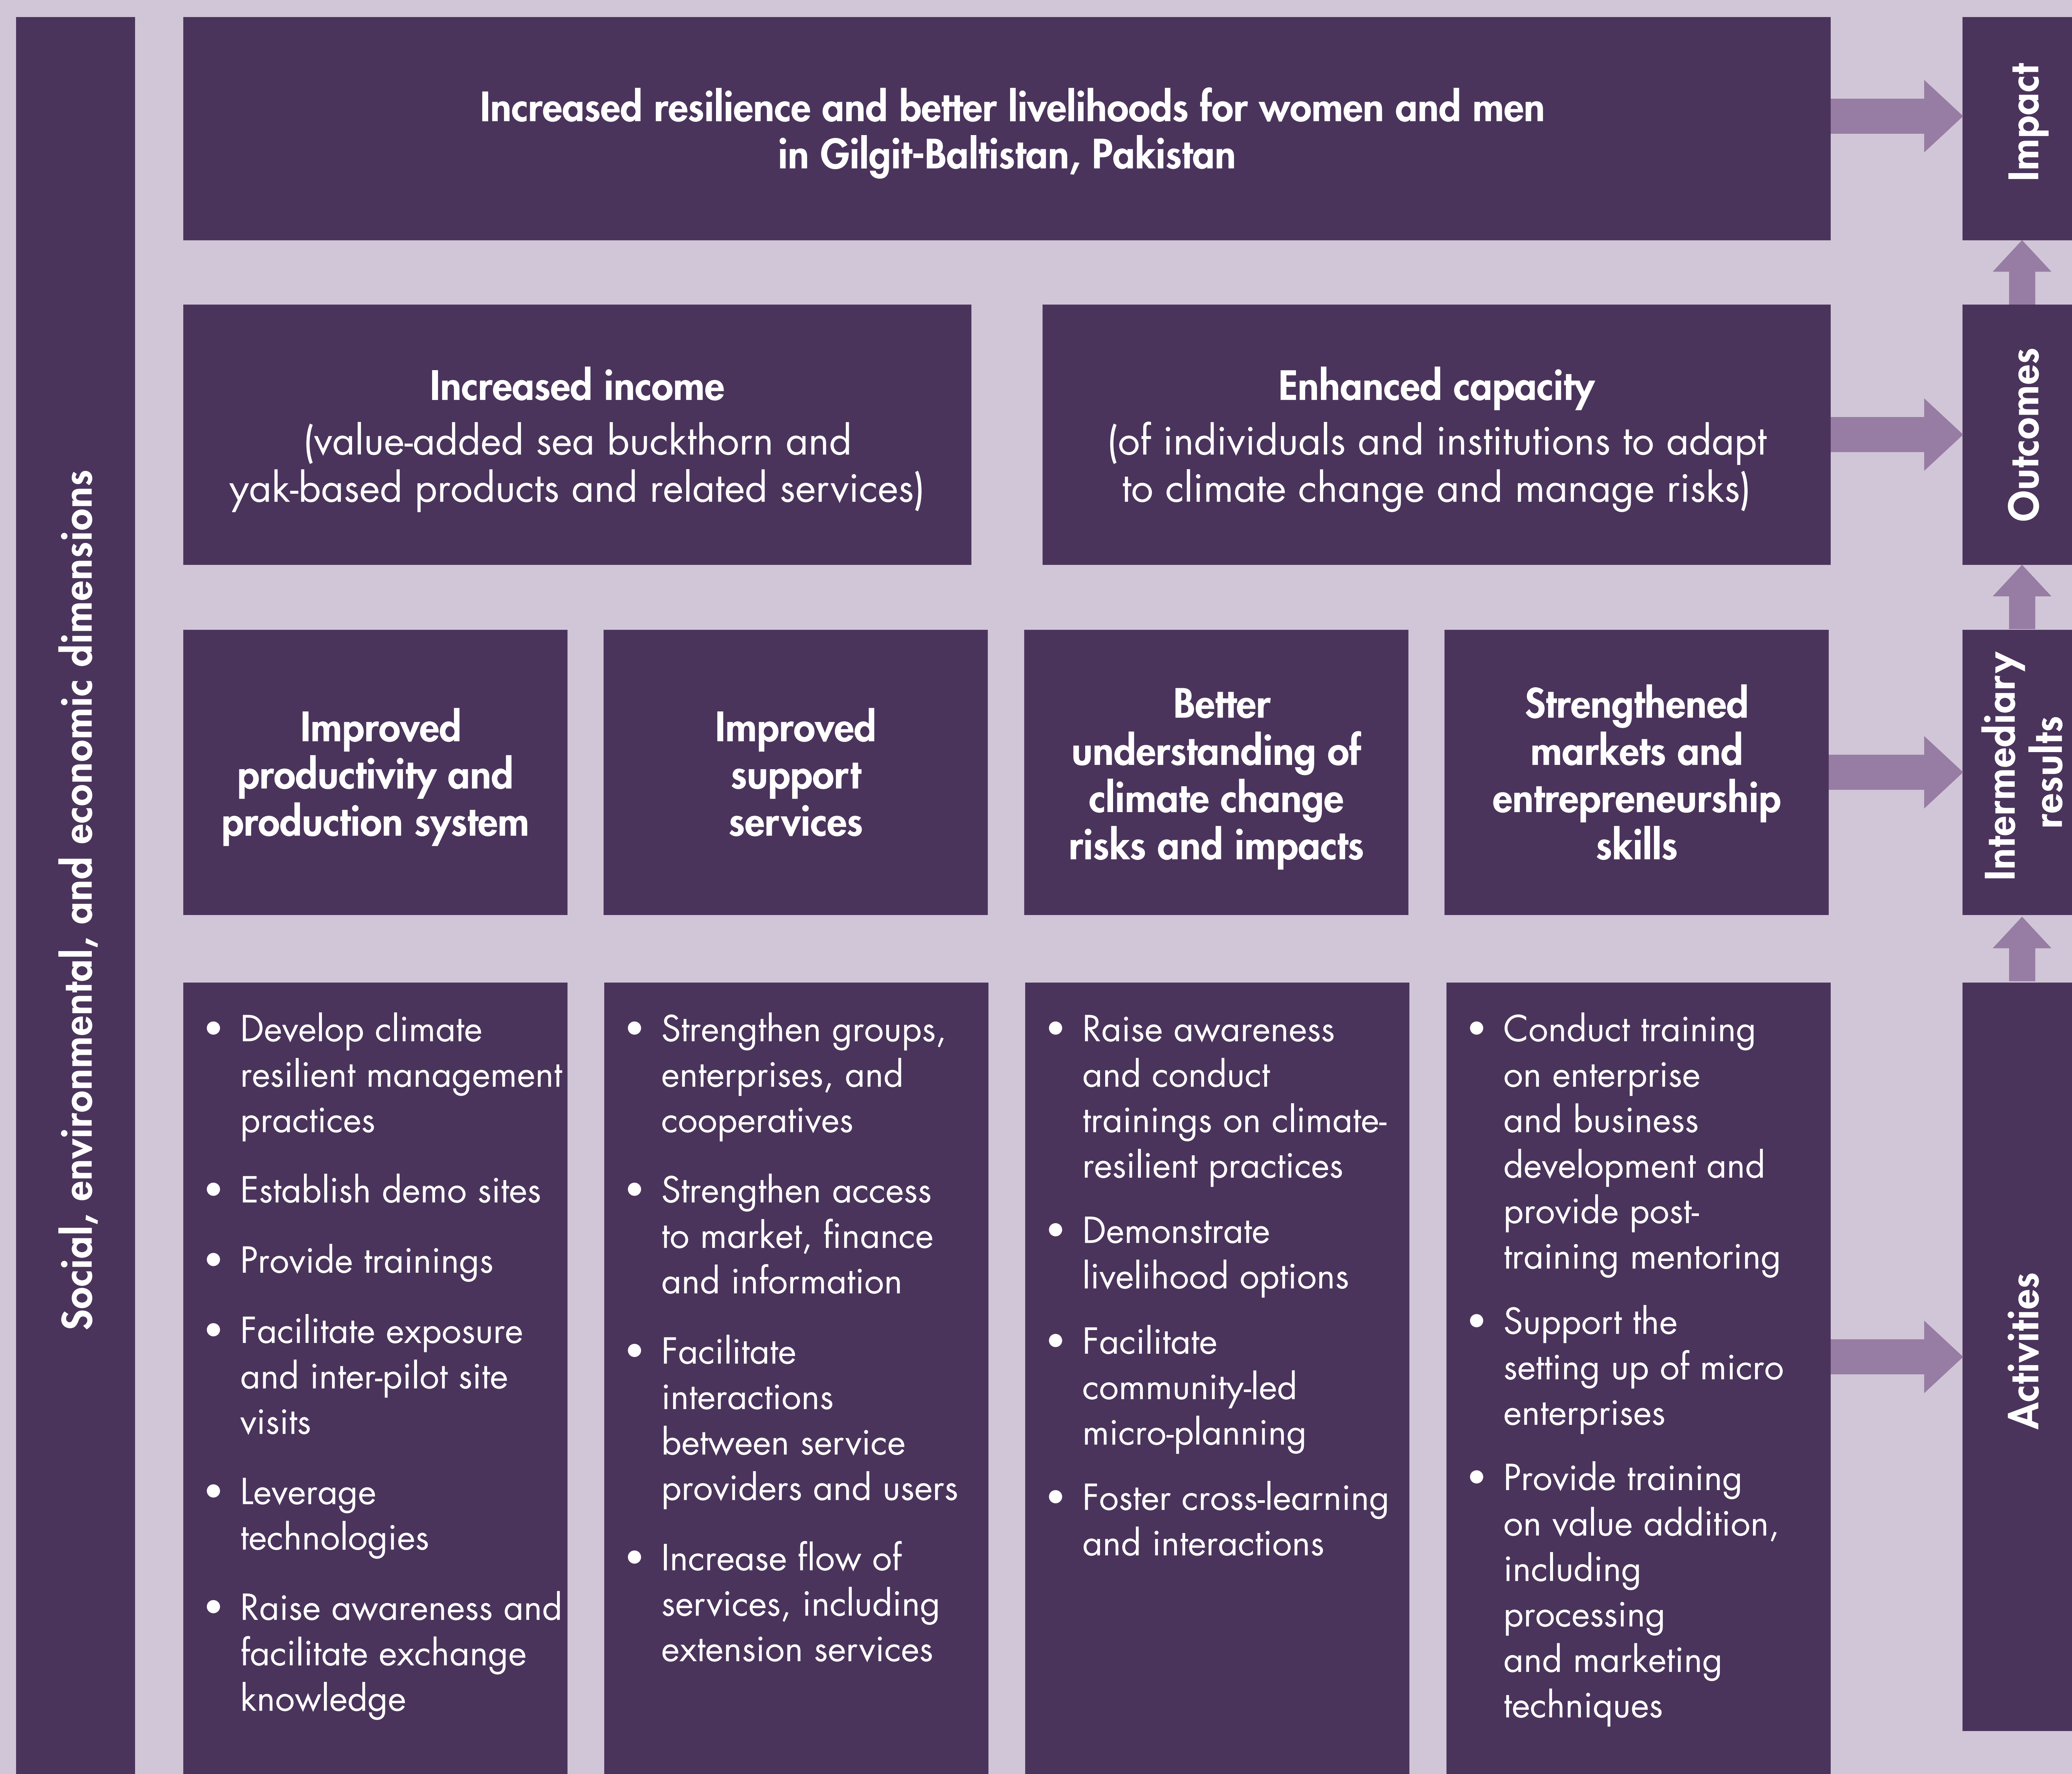 Social, environmental, and economic dimensions
Increased resilience and better livelihoods for women and men
in Gilgit-Baltistan, Pakistan
Impact
Increased income
(value-added sea buckthorn and
yak-based products and related services)
Enhanced capacity
(of individuals and institutions to adapt
to climate change and manage risks)
Outcomes
Improved
productivity and
production system
Improved
support
services
Better
understanding of
climate change
risks and impacts
Strengthened
markets and
entrepreneurship
skills
Intermediary
results
• Develop climate
resilient management
practices
• Establish demo sites
• Provide trainings
• Facilitate exposure
and inter-pilot site
visits
• Leverage
technologies
• Raise awareness and
facilitate exchange
knowledge
• Strengthen groups,
enterprises, and
cooperatives
• Strengthen access
to market, finance
and information
• Facilitate
interactions
between service
providers and users
• Increase flow of
services, including
extension services
• Raise awareness
and conduct
trainings on climate-
resilient practices
• Demonstrate
livelihood options
• Facilitate
community-led
micro-planning
• Foster cross-learning
and interactions
• Conduct training
on enterprise
and business
development and
provide post-
training mentoring
• Support the
setting up of micro
enterprises
• Provide training
on value addition,
including
processing
and marketing
techniques
Activities